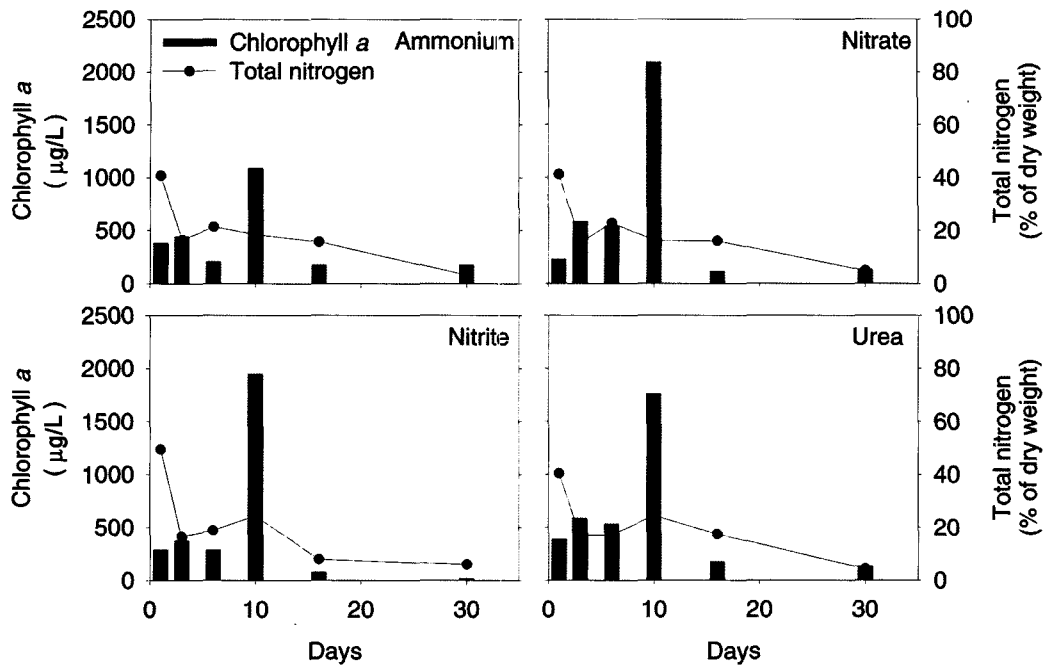 2500
2000
1500
1000
500
0
Chlorophyll a
( µg/L)
Chlorophyll a
Total nitrogen
Ammonium
Nitrate
100
80
60
40
20
0
Total nitrogen
(% of dry weight)
2500
2000
1500
1000
500
0
Chlorophyll a
( µg/L)
Nitrite
Urea
100
80
60
40
20
0
Total nitrogen
(% of dry weight)
0 10 20 30
0 10 20 30
Days
Days